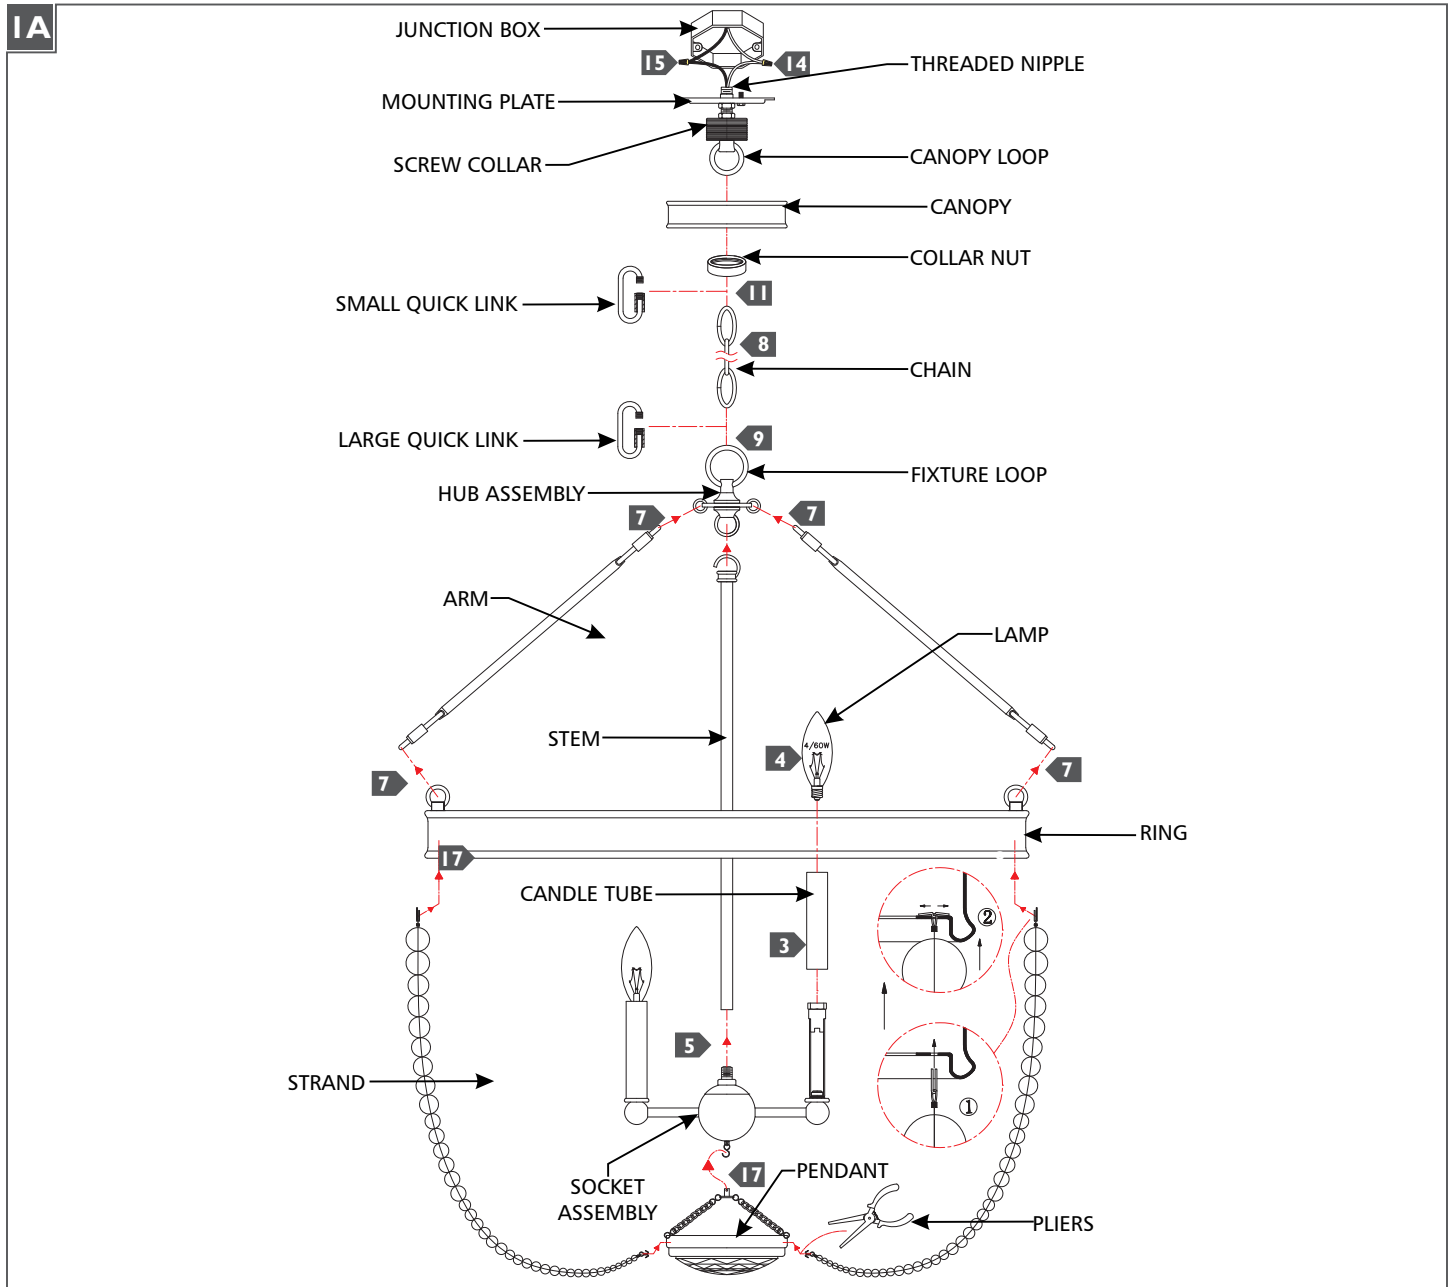 1A
JUNCTION BOX
15
14
THREADED NIPPLE
MOUNTING PLATE
SCREW COLLAR
CANOPY LOOP
CANOPY
COLLAR NUT
SMALL QUICK LINK
11
8
CHAIN
LARGE QUICK LINK
9
FIXTURE LOOP
HUB ASSEMBLY
7
7
ARM
LAMP
STEM
4/60W
4
7
7
RING
17
CANDLE TUBE
②
3
5
STRAND
①
17
PENDANT
SOCKET
ASSEMBLY
PLIERS